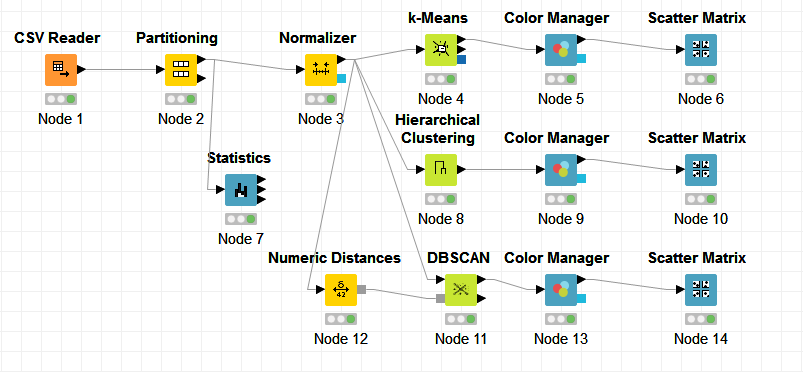 k-Means Color Manager Scatter Matrix
CSV Reader Partitioning Normalizer
Node 4 Node 5 Node 6
Node 1 Node 2 Node 3
Hierarchical
Clustering Color Manager Scatter Matrix
Statistics
Node 8 Node 9 Node 10
Node 7
Numeric Distances DBSCAN Color Manager Scatter Matrix
δ
42
Node 12 Node 11 Node 13 Node 14